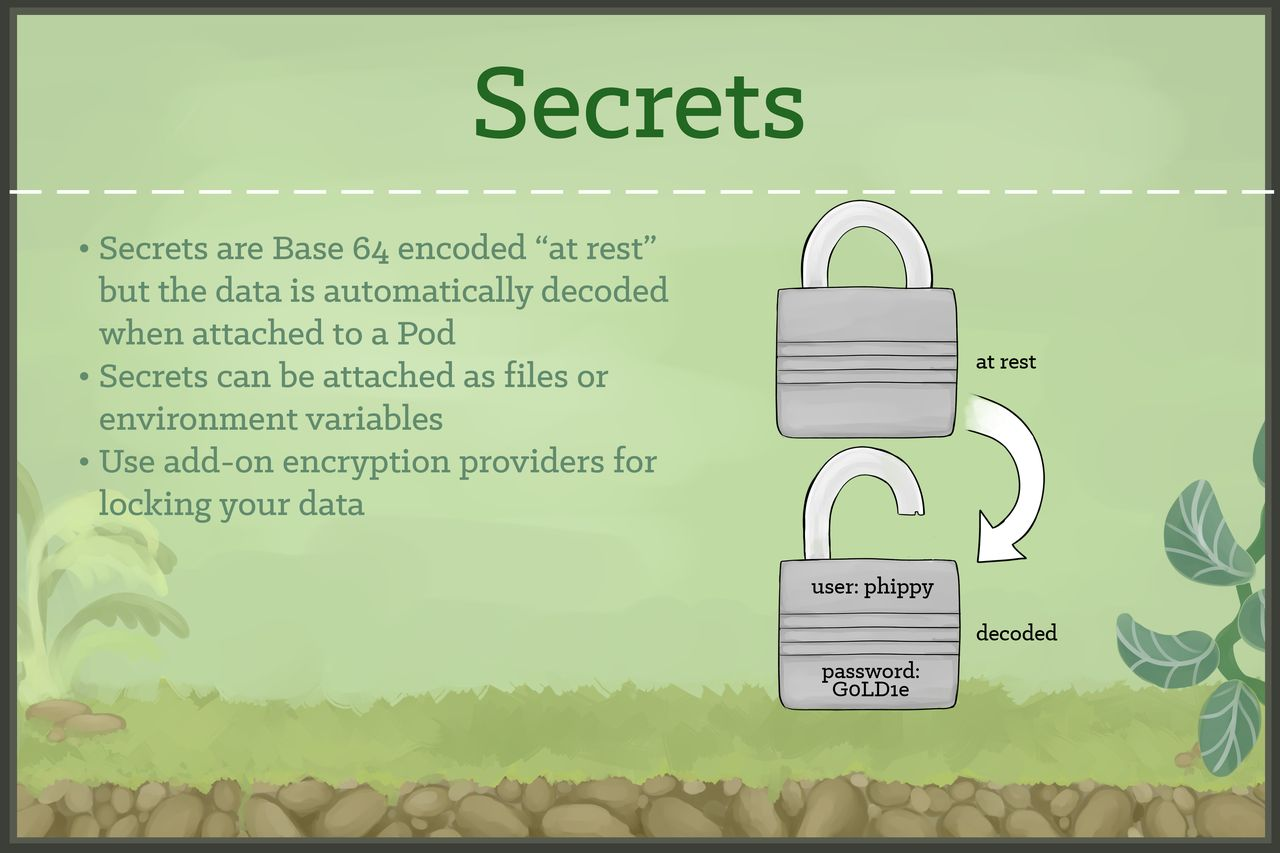 Secrets
• Secrets are Base 64 encoded “at rest”
but the data is automatically decoded
when attached to a Pod
• Secrets can be attached as files or
environment variables
• Use add-on encryption providers for
locking your data
at rest
user: phippy
decoded
password:
G0LD1e